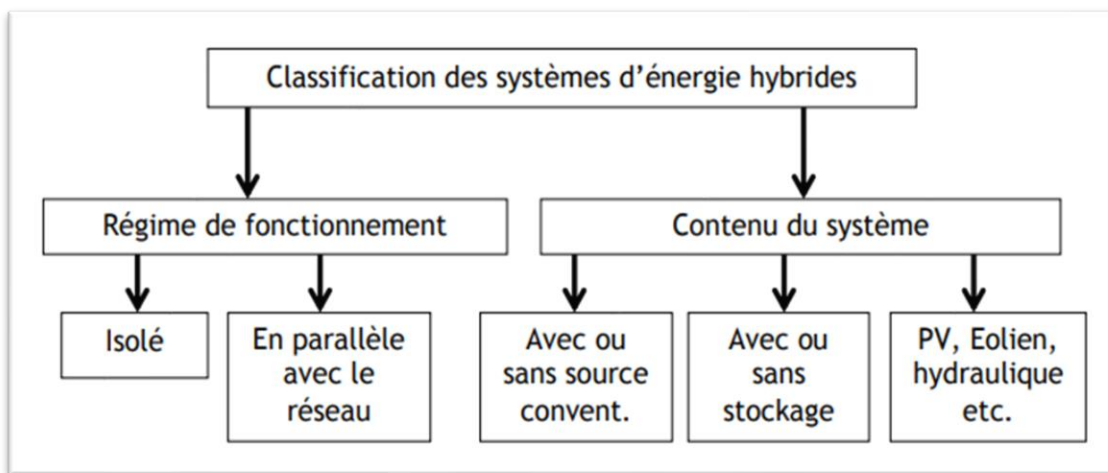 Classification des systèmes d'énergie hybrides
Régime de fonctionnement
Contenu du système
Isolé
En parallèle
avec le
réseau
Avec ou
sans source
convent.
Avec ou
sans
stockage
PV, Eolien,
hydraulique
etc.